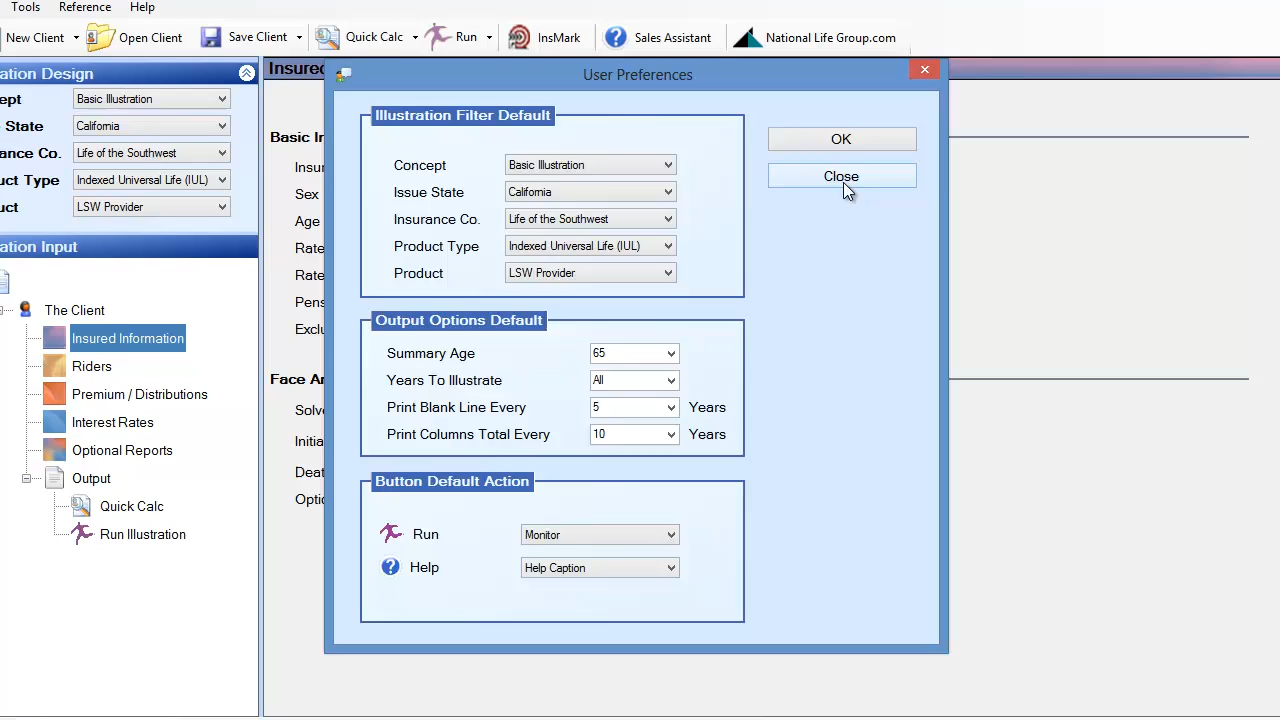 Tools Reference Help
New Client Open Client Save Client Quick Calc Run InsMark Sales Assistant National Life Group.com
ation Design
ept Basic Illustration
State California
ance Co. Life of the Southwest
uct Type Indexed Universal Life (IUL)
uct LSW Provider
ation Input
The Client
Insured Information
Riders
Premium / Distributions
Interest Rates
Optional Reports
Output
Quick Calc
Run Illustration
Insured
Basic In
Insur
Sex
Age
Rate
Rate
Pens
Exclu
Face Am
Solve
Initia
Deat
Optio
User Preferences
Illustration Filter Default
Concept Basic Illustration
Issue State California
Insurance Co. Life of the Southwest
Product Type Indexed Universal Life (IUL)
Product LSW Provider
OK
Close
Output Options Default
Summary Age 65
Years To Illustrate All
Print Blank Line Every 5 Years
Print Columns Total Every 10 Years
Button Default Action
Run Monitor
Help Help Caption